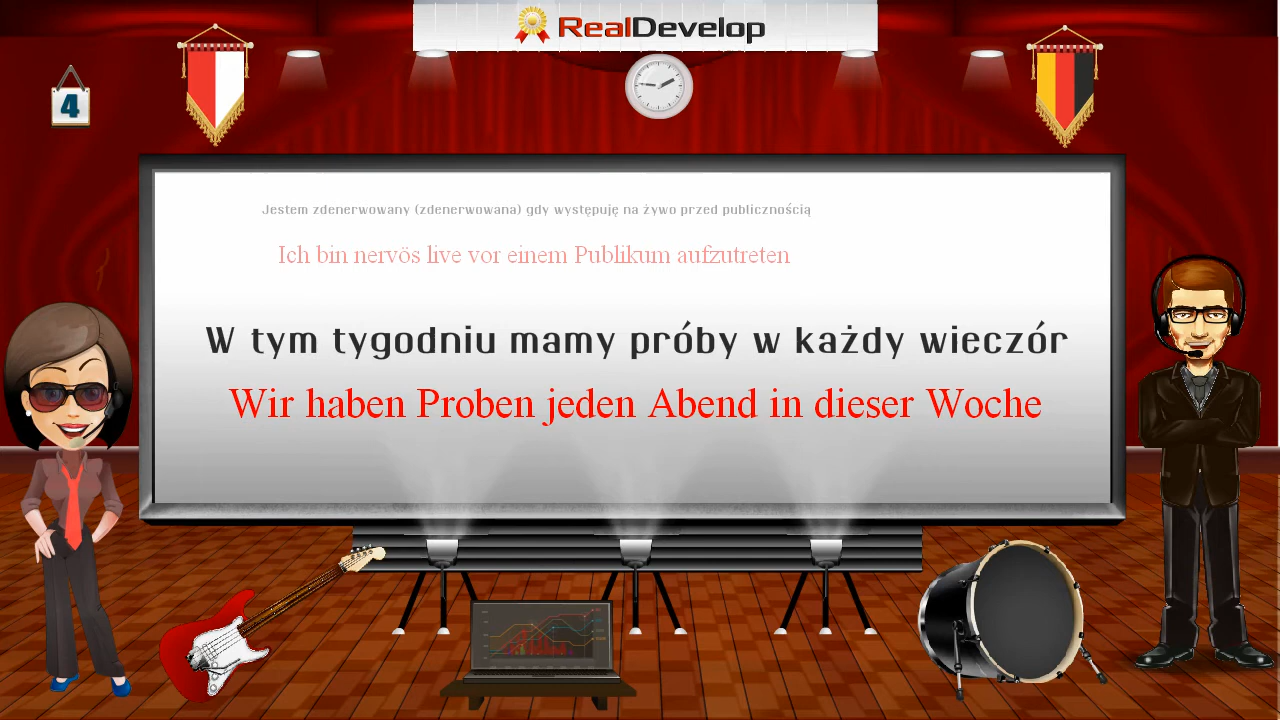 RealDevelop
4
Jestem zdenerwowany (zdenerwowana) gdy występuję na żywo przed publicznością
Ich bin nervös live vor einem Publikum aufzutreten
W tym tygodniu mamy próby w każdy wieczór
Wir haben Proben jeden Abend in dieser Woche